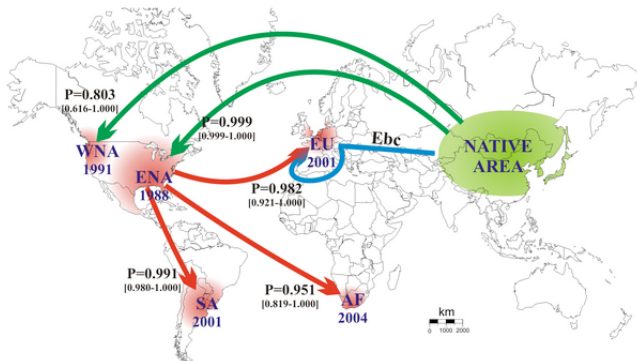 P=0.803
[0.616-1.000]
WNA
1991
P=0.999
[0.999-1.000]
ENA
1988
EU
2001
Ebc
NATIVE
AREA
P=0.982
[0.921-1.000]
P=0.991
[0.980-1.000]
SA
2001
P=0.951
[0.819-1.000]
AF
2004
km
0 1000 2000